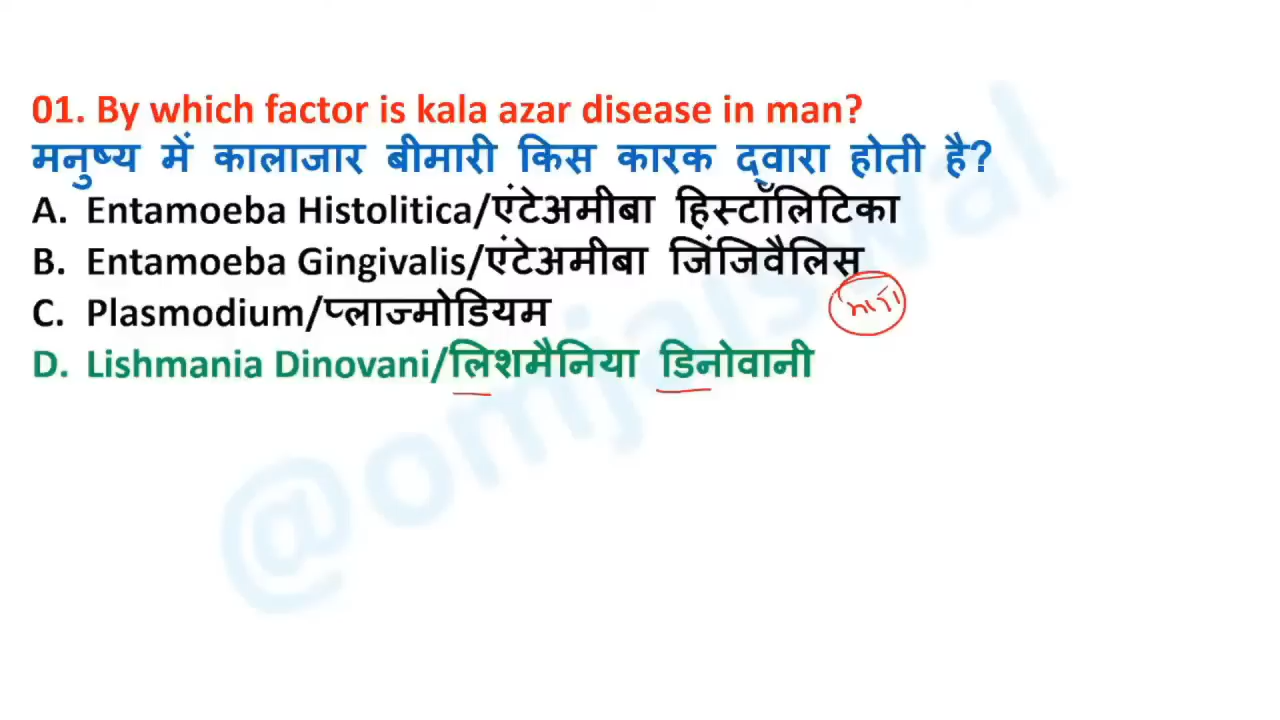 01. By which factor is kala azar disease in man?
मनुष्य में कालाजार बीमारी किस कारक द्वारा होती है?
A. Entamoeba Histolitica/एंटेअमीबा हिस्टॉलिटिका
B. Entamoeba Gingivalis/एंटेअमीबा जिंजिवैलिस
C. Plasmodium/प्लाज्मोडियम
D. Lishmania Dinovani/लिशमैनिया डिनोवानी
@omjaiswal